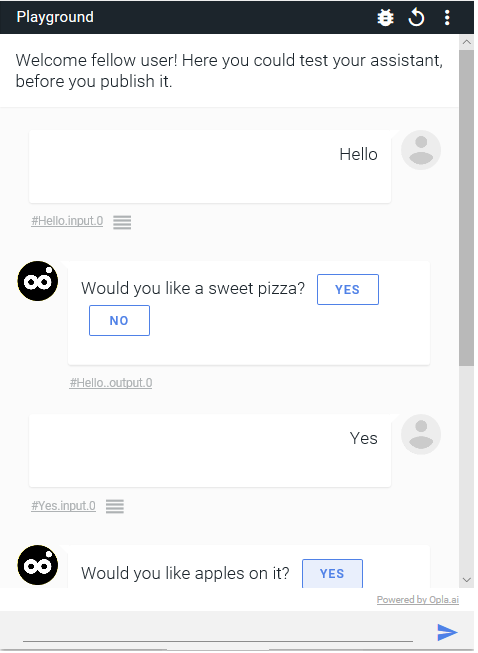 Playground
Welcome fellow user! Here you could test your assistant,
before you publish it.
Hello
#Hello.input.0
Would you like a sweet pizza? YES
NO
#Hello..output.0
Yes
#Yes.input.0
Would you like apples on it? YES
Powered by Opla.ai